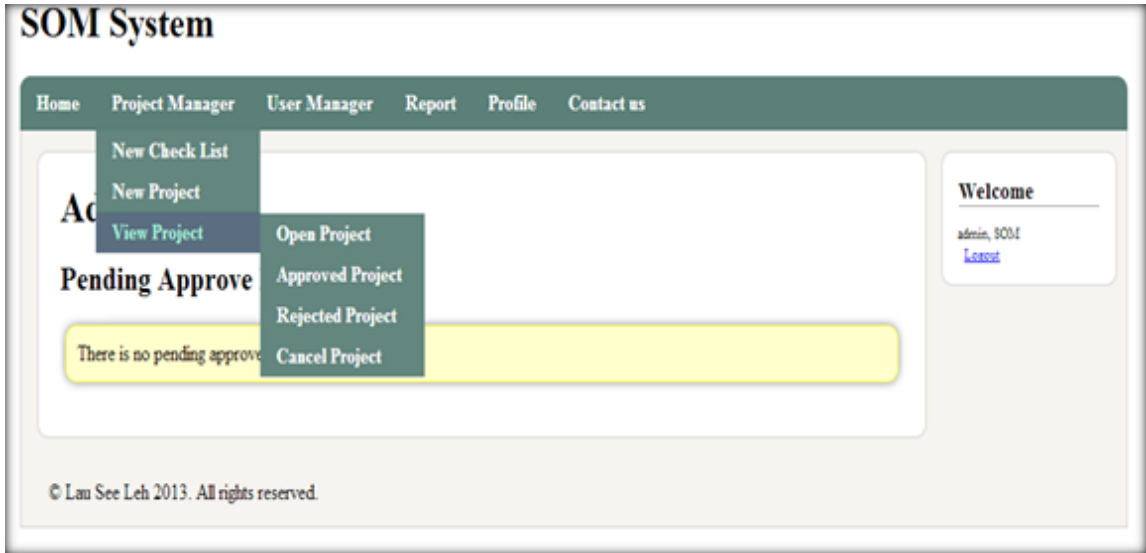 SOM System
Home Project Manager User Manager Report Profile Contact us
New Check List
New Project
View Project
Open Project
Approved Project
Rejected Project
Cancel Project
Pending Approve
There is no pending
Welcome
admin, SOM
Logout
© Lau See Leh 2013. All rights reserved.